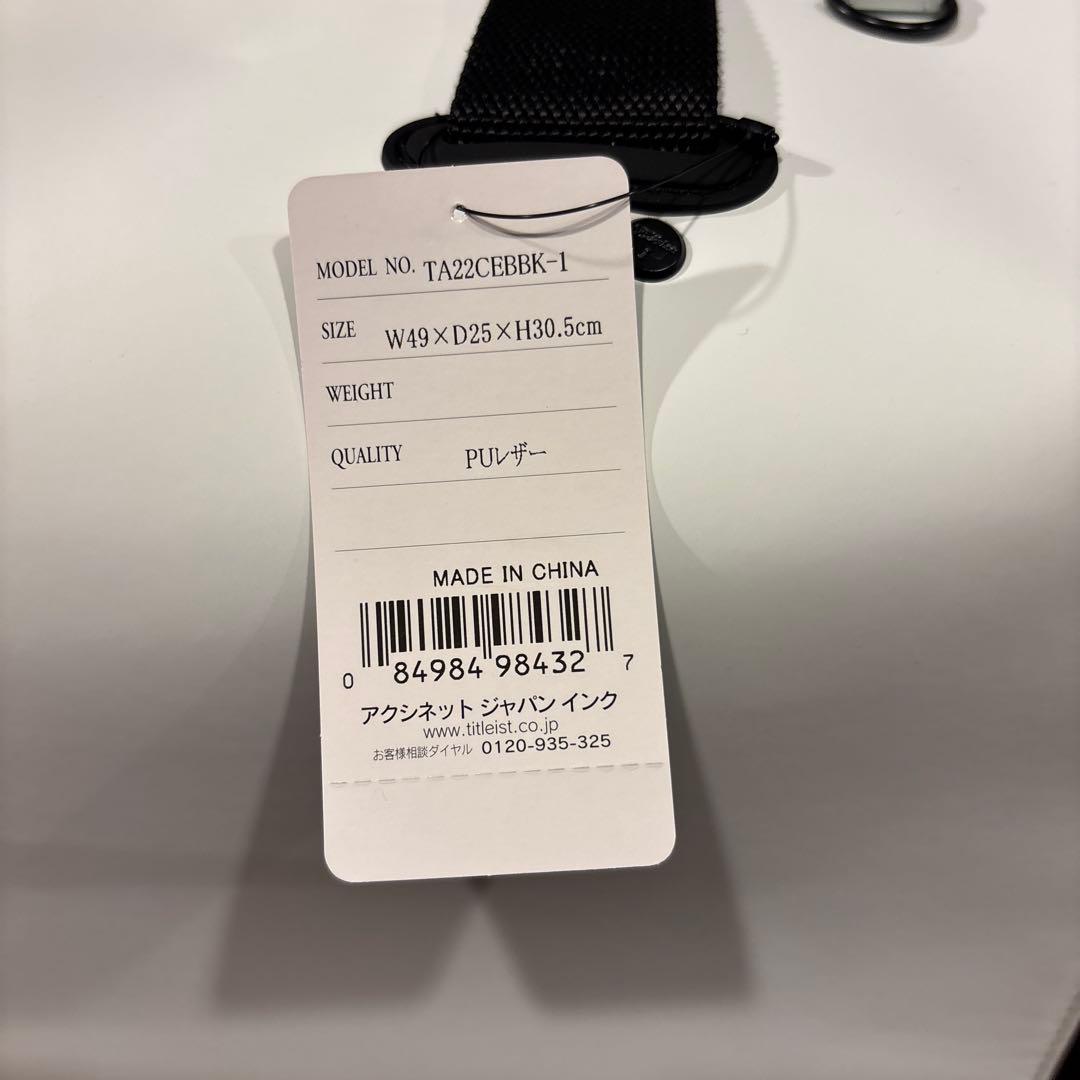 MODEL NO. TA22CEBBK-1
SIZE W49×D25×H30.5cm
WEIGHT
QUALITY PUレザー
MADE IN CHINA
0 84984 98432 7
アクシネット ジャパン インク
www.titleist.co.jp
お客様相談ダイヤル 0120-935-325